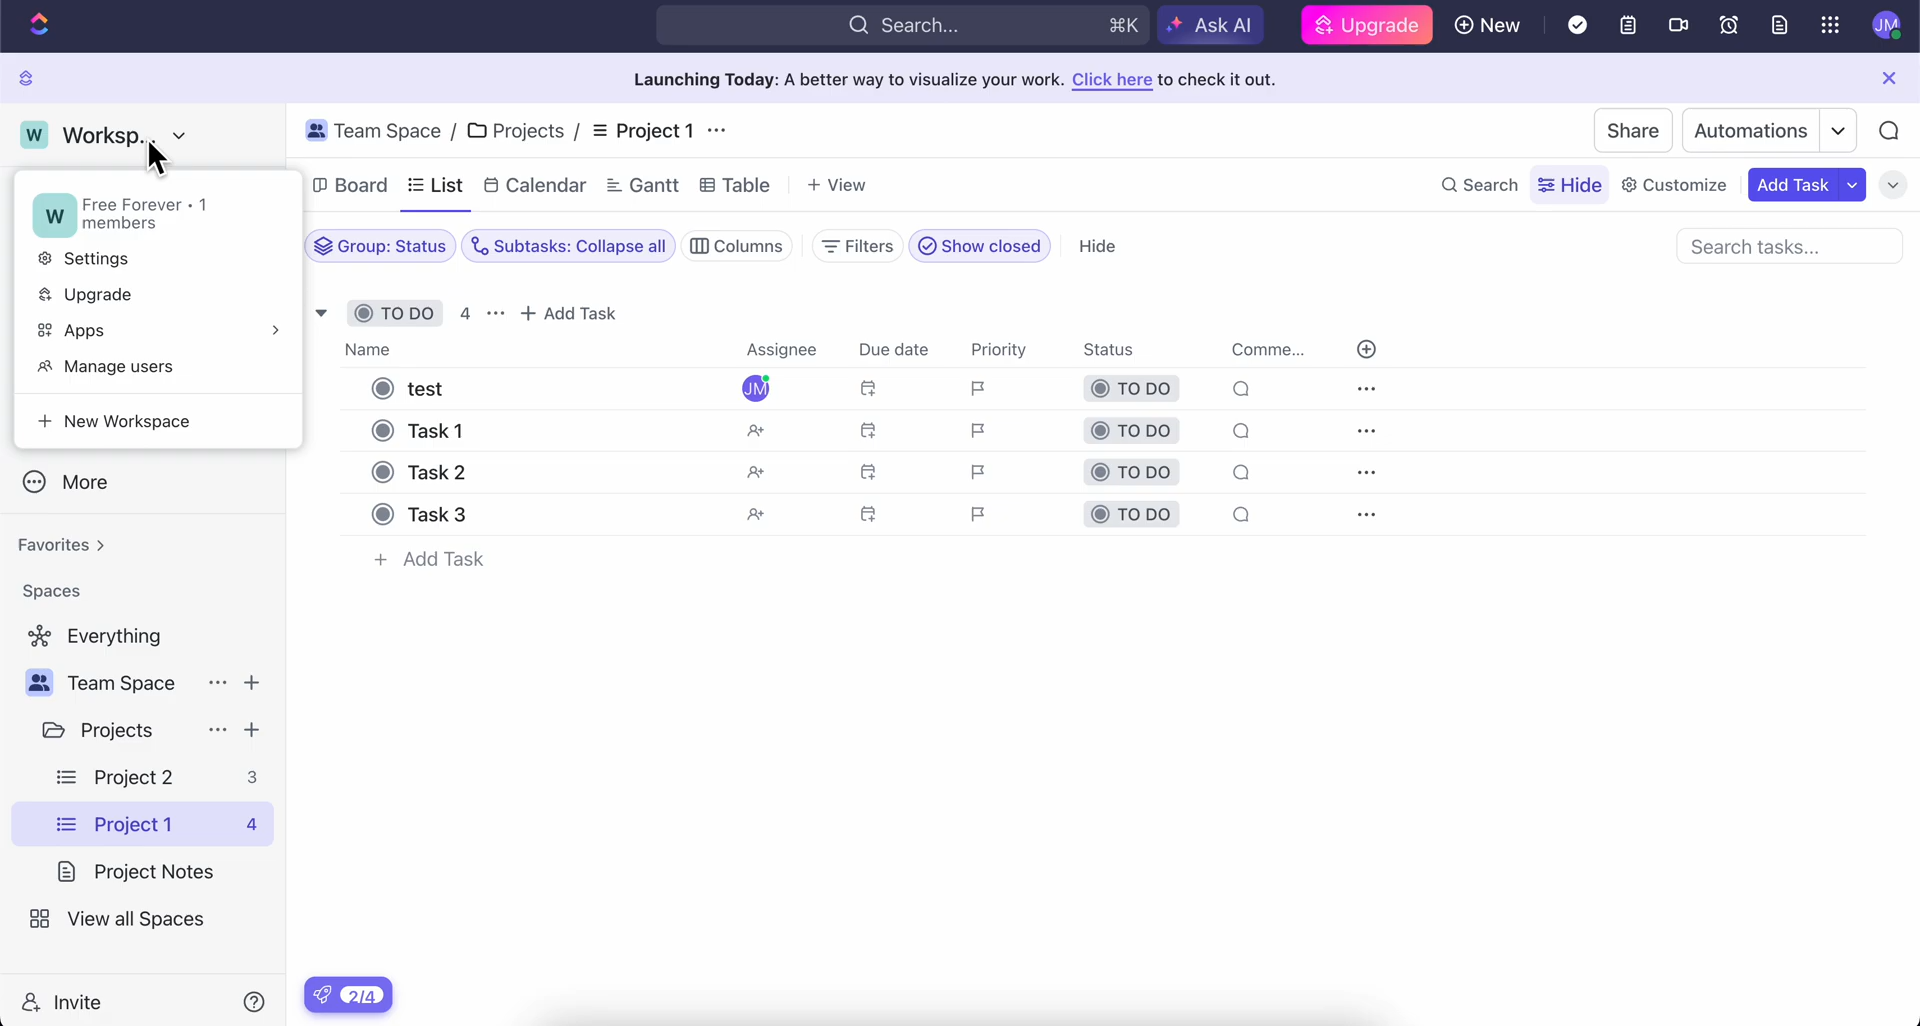 Search...
⌘K
Ask AI
Upgrade
New
JM
Launching Today: A better way to visualize your work. Click here to check it out.
W Worksp...
Team Space / Projects / Project 1 ...
Share
Automations
W
Free Forever • 1
members
Settings
Upgrade
Apps
Manage users
+ New Workspace
More
Favorites
Spaces
Everything
Team Space ... +
Projects ... +
Project 2 3
Project 1 4
Project Notes
View all Spaces
Invite
Board List Calendar Gantt Table + View
Search Hide Customize Add Task
Group: Status Subtasks: Collapse all Columns Filters Show closed Hide
Search tasks...
TO DO 4 ... + Add Task
Name Assignee Due date Priority Status Comme...
test JM TO DO ...
Task 1 TO DO ...
Task 2 TO DO ...
Task 3 TO DO ...
+ Add Task
2/4